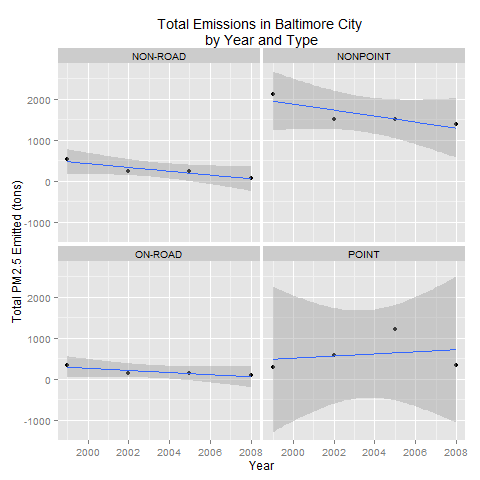 Total Emissions in Baltimore City
by Year and Type
NON-ROAD
NONPOINT
2000
1000
0
-1000
ON-ROAD
POINT
2000
1000
0
-1000
Total PM2.5 Emitted (tons)
2000 2002 2004 2006 2008
2000 2002 2004 2006 2008
Year